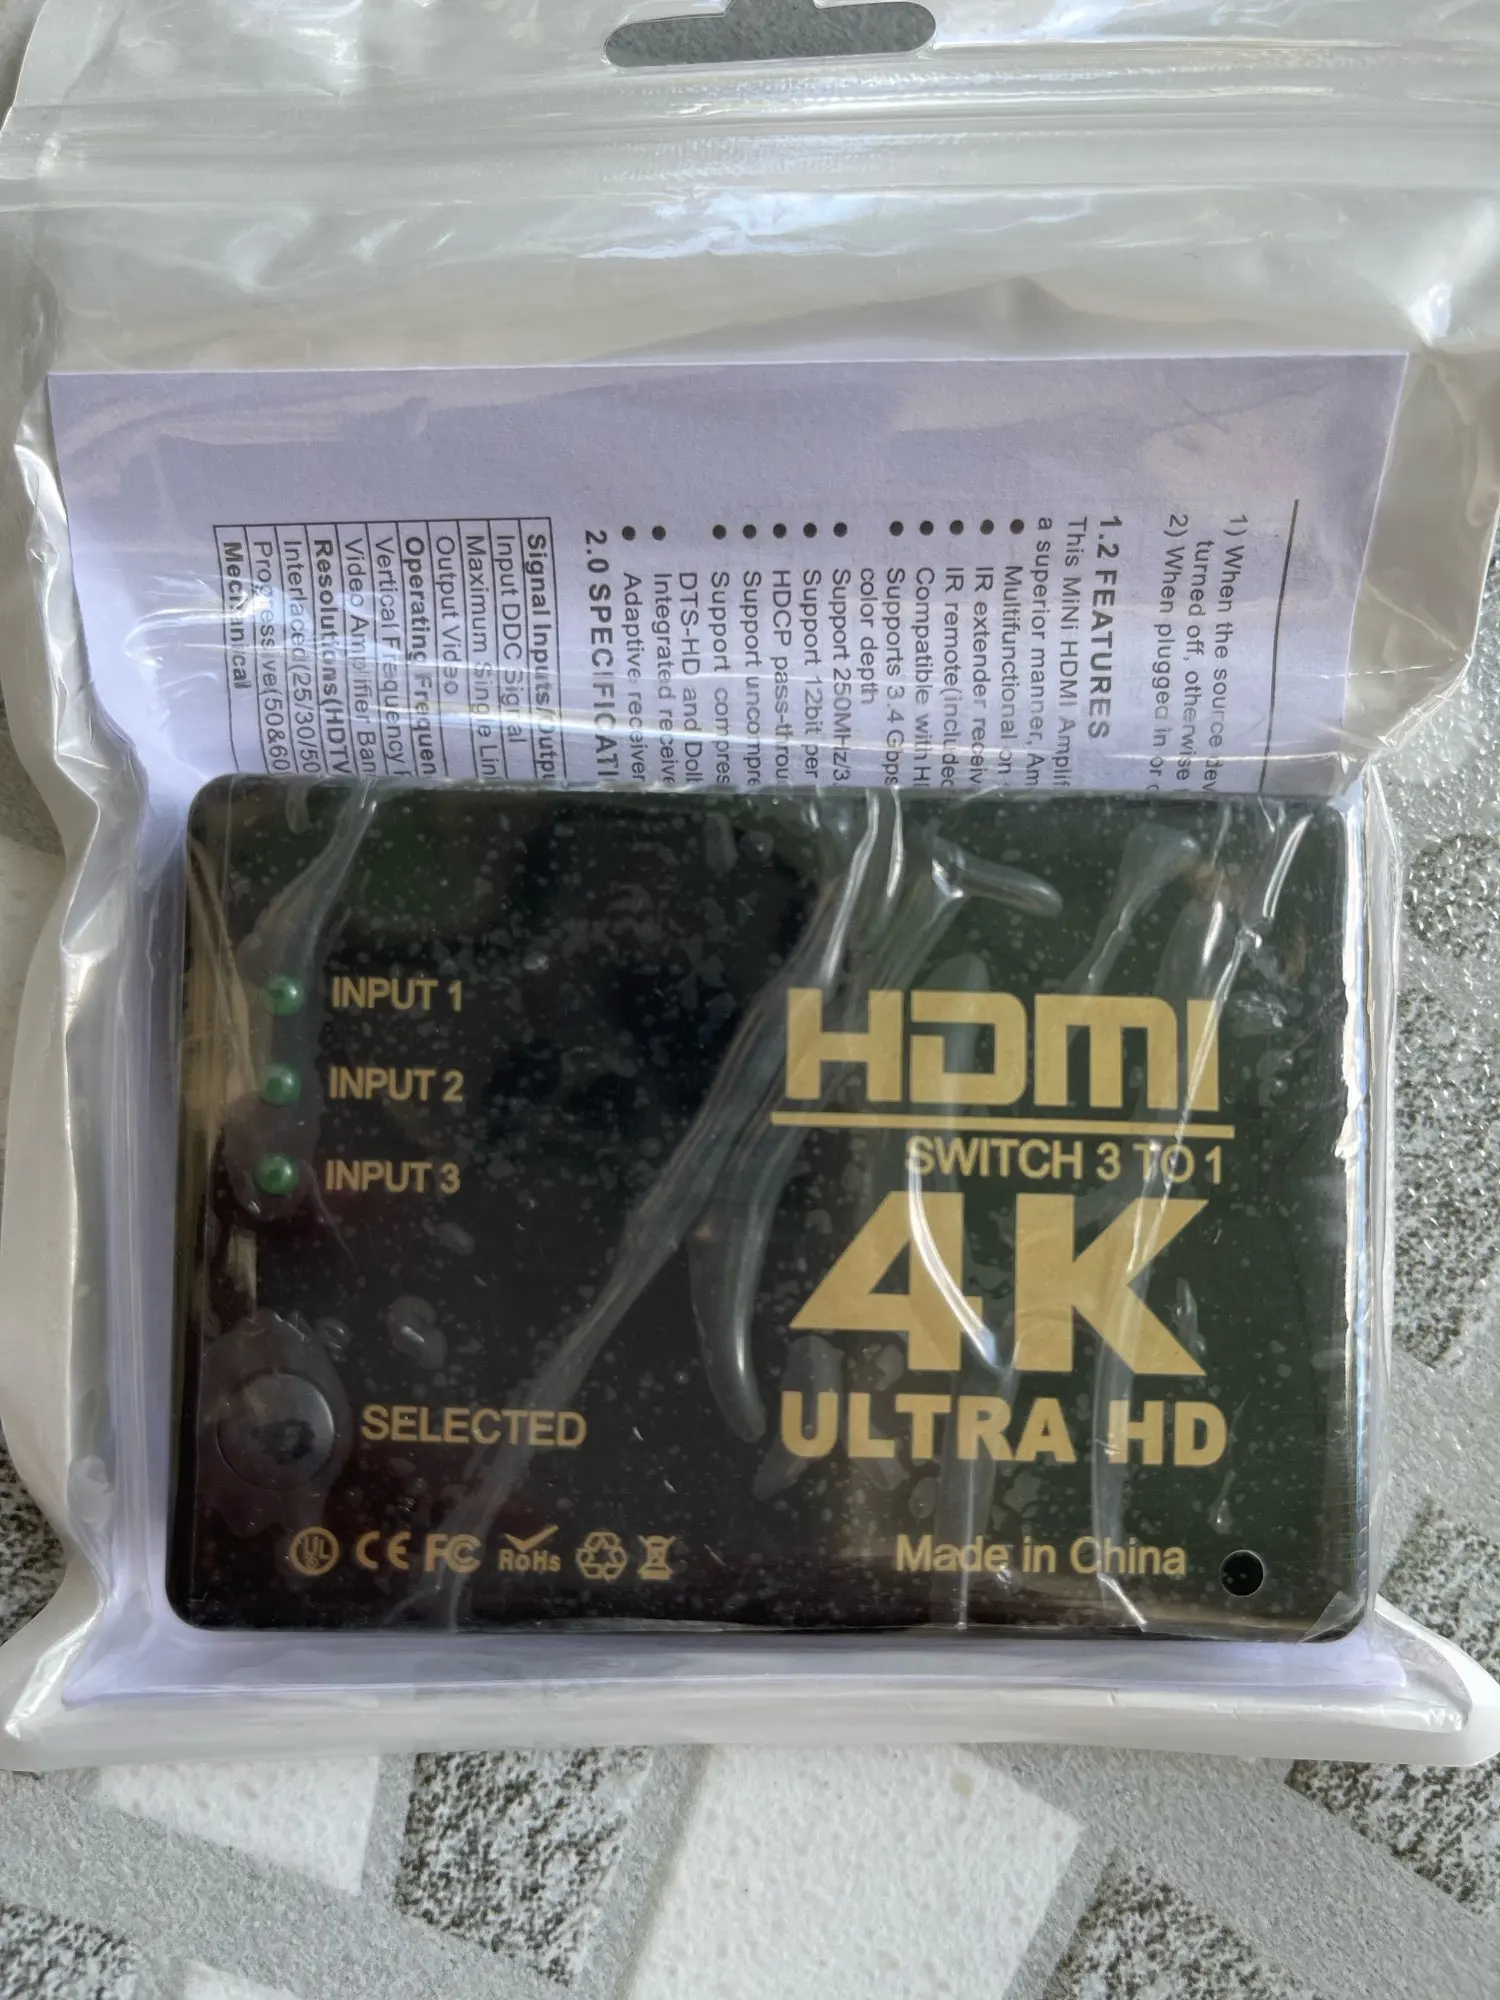 1) When the source dev
turned off, otherwise
2) When plugged in or
1.2 FEATURES
This MINI HDMI Amplif
a superior manner, Am
● Multifunctional on
● IR extender receiv
● IR remote(included
● Compatible with
● Supports 3.4 Gbps
color depth
● Support 250MHz/3.
● Support 12bit per
● HDCP pass-throu
● Support uncompre
● Support compres
DTS-HD and Dolb
● Integrated receive
● Adaptive receiver
2.0 SPECIFICATI
Signal Inputs/Outpu
Input DDC Signal
Maximum Single Lin
Output Video
Operating Frequen
Vertical Frequency
Video Amplifier Ban
Resolutions(HDTV
Interlaced(25/30/50
Progressive(50&60
Mechanical
INPUT 1
INPUT 2
INPUT 3
SELECTED
HDMI
SWITCH 3 TO 1
4K
ULTRA HD
UL CE FC RoHs
Made in China